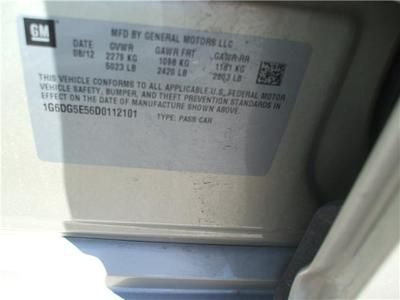 GM
MFD BY GENERAL MOTORS LLC
DATE GVWR GAWR FRT GAWR RR
08/12 2279 KG 1098 KG 1181 KG
5023 LB 2420 LB 2603 LB
THIS VEHICLE CONFORMS TO ALL APPLICABLE U.S. FEDERAL MOTOR
VEHICLE SAFETY, BUMPER, AND THEFT PREVENTION STANDARDS
IN EFFECT ON THE DATE OF MANUFACTURE SHOWN ABOVE.
1G6DG5E56D0112101 TYPE: PASS CAR